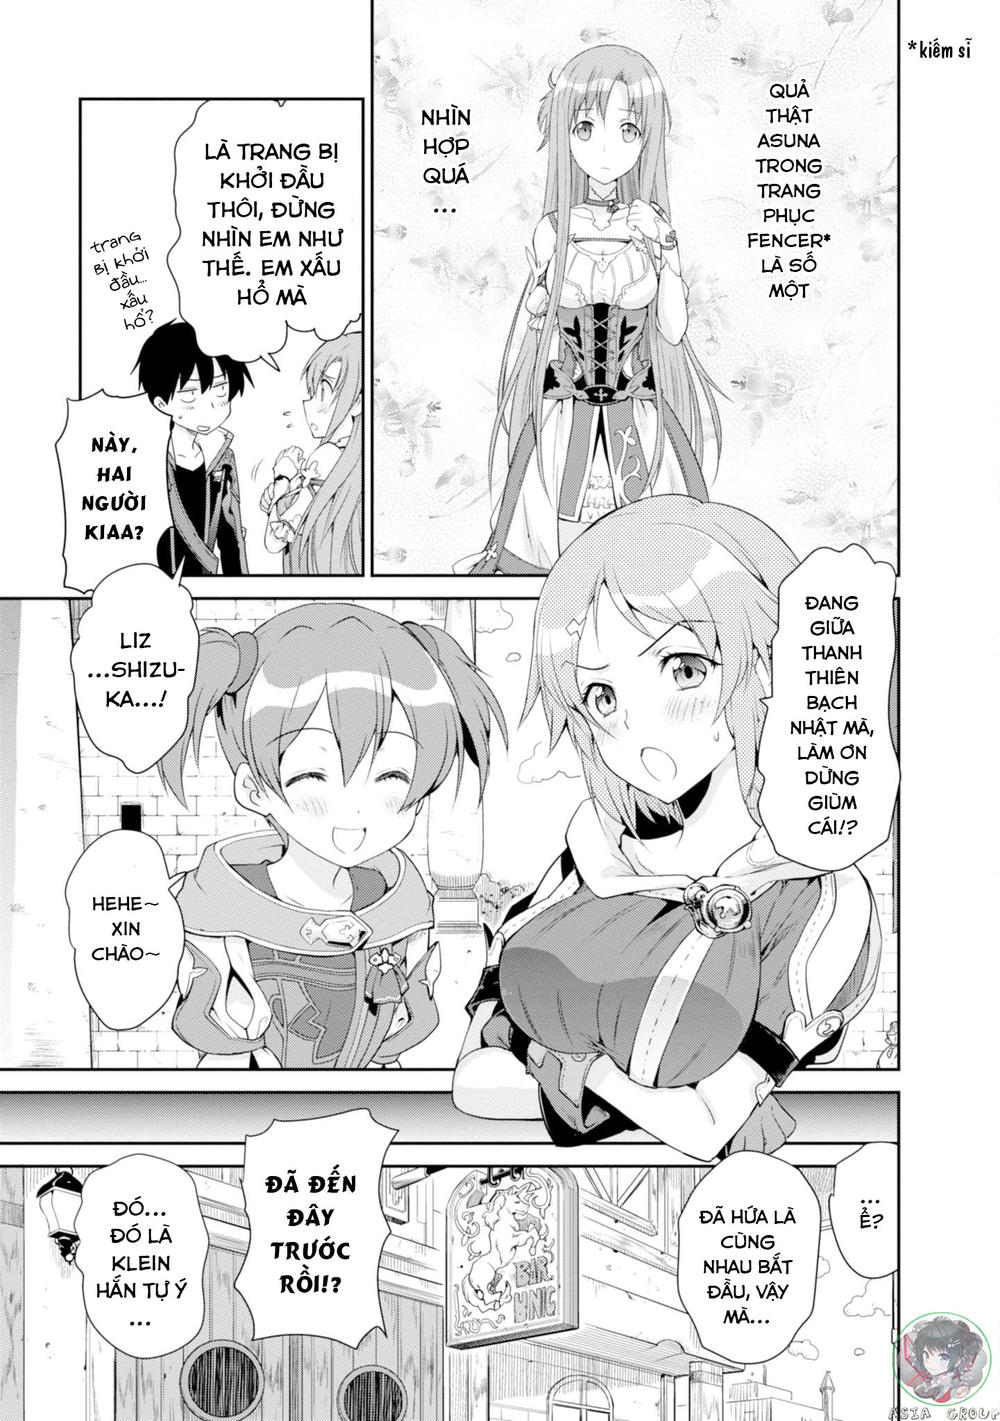 *kiếm sĩ
QUẢ
THẬT
ASUNA
TRONG
TRANG
PHỤC
FENCER*
LÀ SỐ
MỘT
NHÌN
HỢP
QUÁ
...
LÀ TRANG BỊ
KHỞI ĐẦU
THÔI, ĐỪNG
NHÌN EM NHƯ
THẾ. EM XẤU
HỔ MÀ
trang
bị khởi
đầu...
xấu
hổ?
NÀY,
HAI
NGƯỜI
KIAA?
ĐANG
GIỮA
THANH
THIÊN
BẠCH
NHẬT MÀ,
LÀM ƠN
DỪNG
GIÙM
CÁI!?
LIZ
...SHIZU-
KA...!
HEHE~
XIN
CHÀO~
...
Ể?
ĐÃ HỨA LÀ
CÙNG
NHAU BẮT
ĐẦU, VẬY
MÀ...
BAR
UNG
ĐÃ ĐẾN
ĐÂY
TRƯỚC
RỒI!?
ĐÓ...
ĐÓ LÀ
KLEIN
HẮN TỰ Ý
...
ASIA GROUP